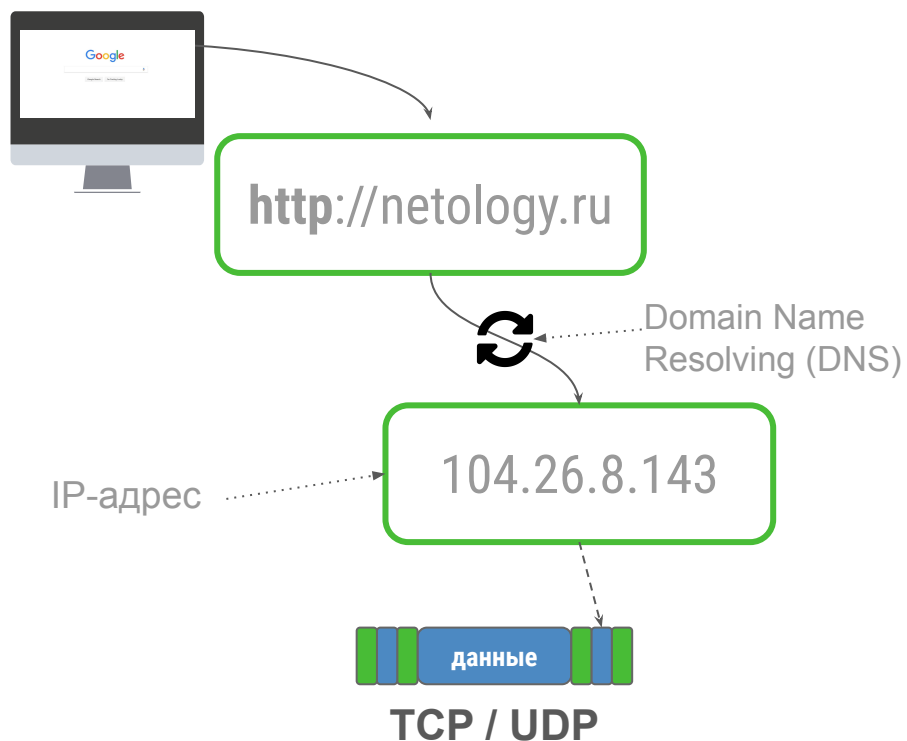 Google
http://netology.ru
Domain Name
Resolving (DNS)
104.26.8.143
IP-адрес
данные
TCP / UDP